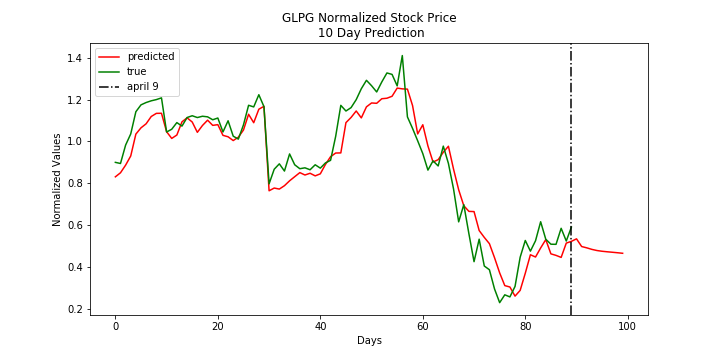 GLPG Normalized Stock Price
10 Day Prediction
predicted
true
april 9
Normalized Values
1.4
1.2
1.0
0.8
0.6
0.4
0.2
0
20
40
60
80
100
Days